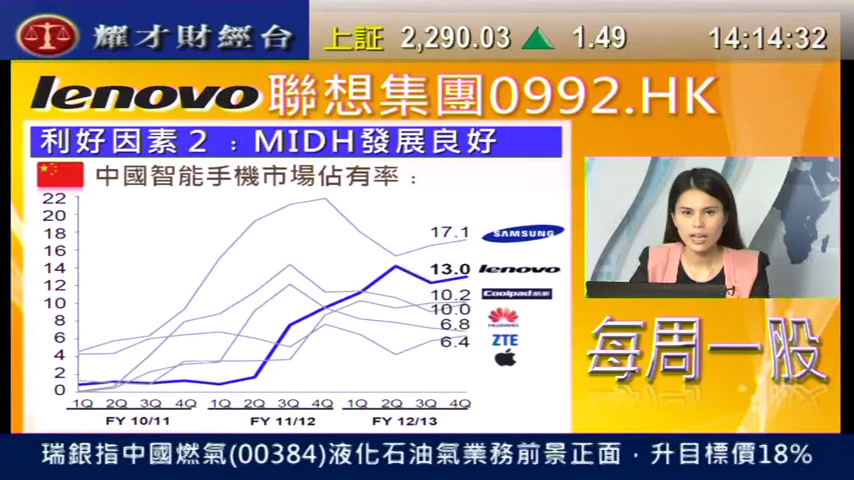 耀才財經台
上証 2,290.03 1.49 14:14:32
lenovo 聯想集團0992.HK
利好因素2：MIDH發展良好
中國智能手機市場佔有率：
22
20
18
16
14
12
10
8
6
4
2
0
17.1 SAMSUNG
13.0 lenovo
10.2 Coolpad
10.0 HUAWEI
6.8 ZTE
6.4
1Q 2Q 3Q 4Q 1Q 2Q 3Q 4Q 1Q 2Q 3Q 4Q
FY 10/11 FY 11/12 FY 12/13
每周一股
瑞銀指中國燃氣(00384)液化石油氣業務前景正面，升目標價18%